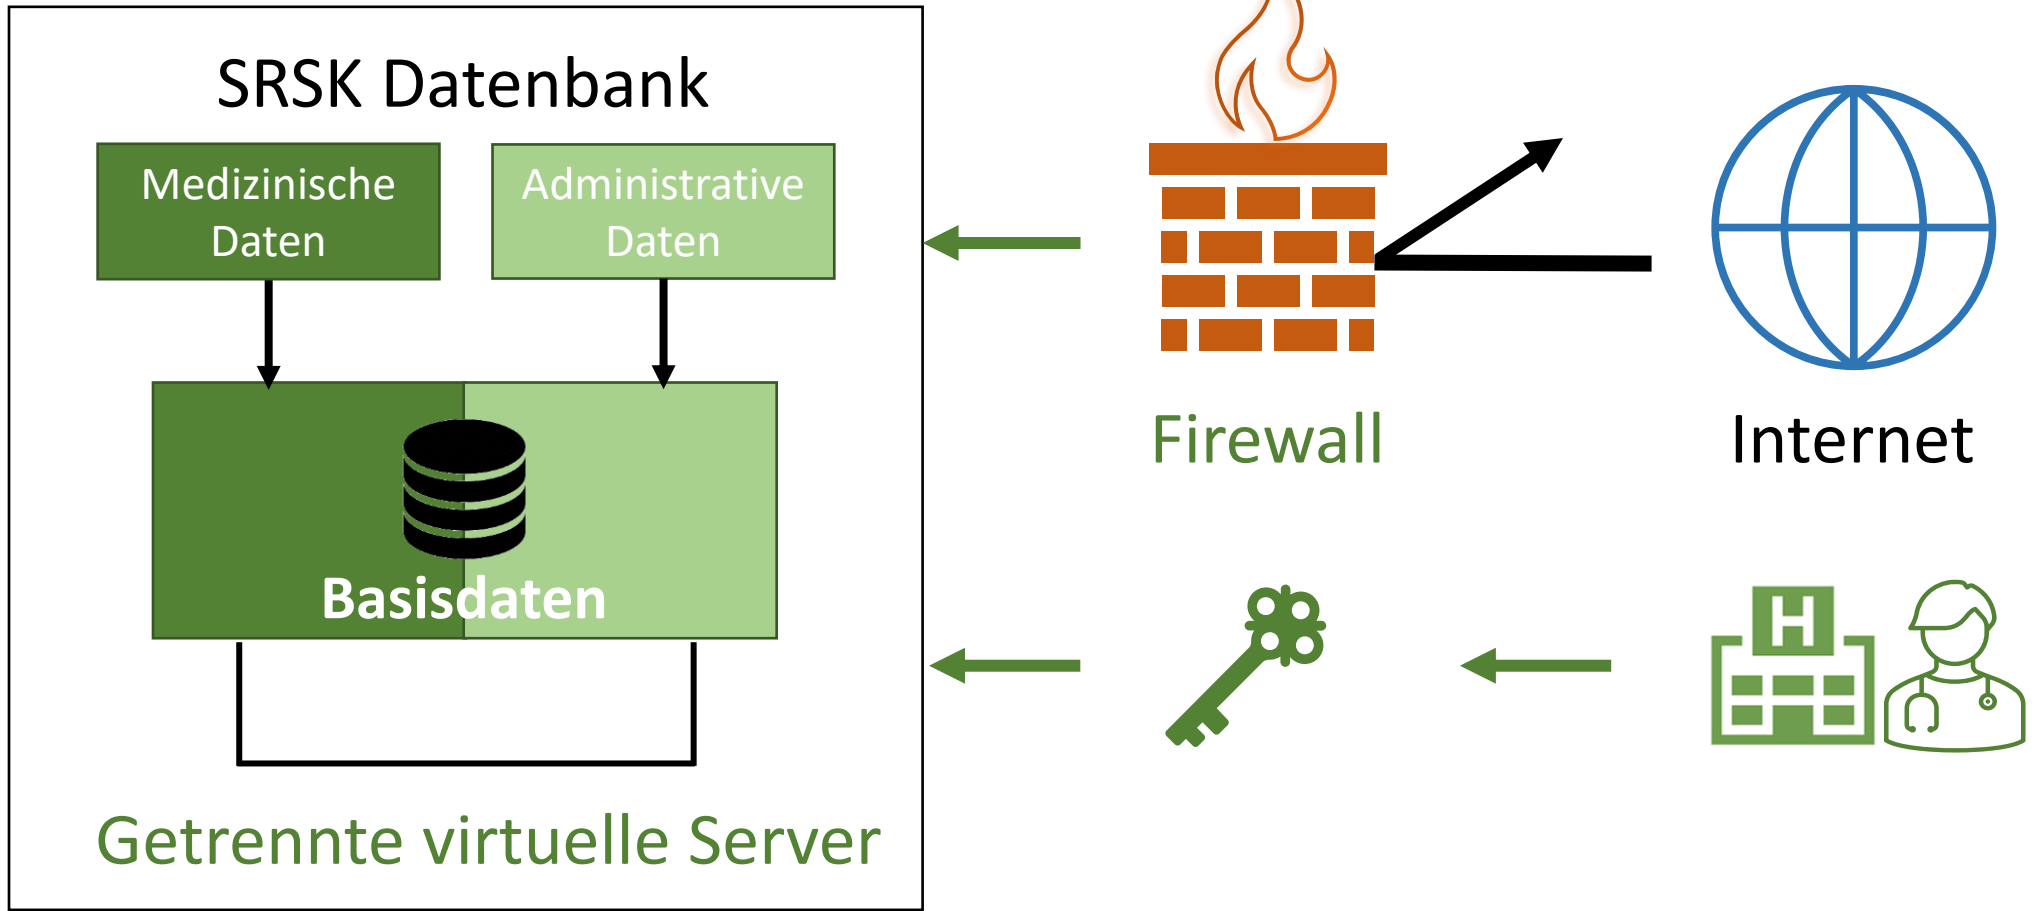 SRSK Datenbank
Medizinische
Daten
Administrative
Daten
Basisdaten
Getrennte virtuelle Server
Firewall
Internet
H